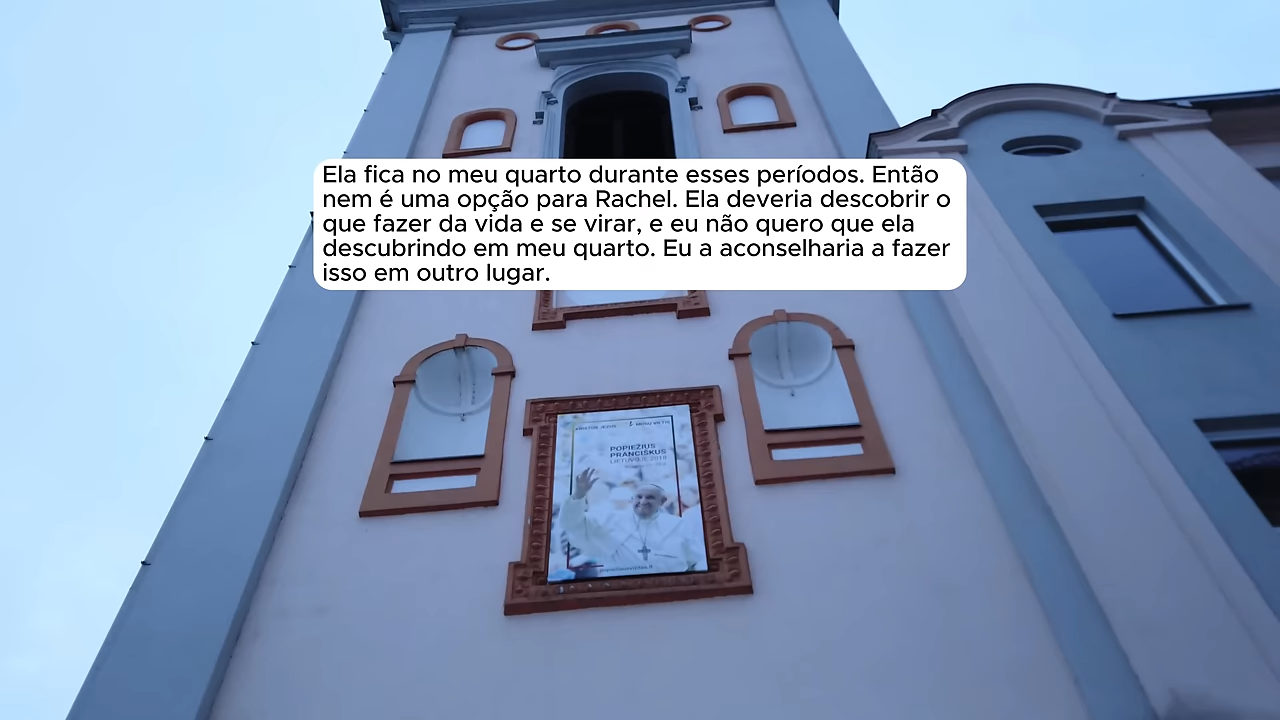 Ela fica no meu quarto durante esses períodos. Então
nem é uma opção para Rachel. Ela deveria descobrir o
que fazer da vida e se virar, e eu não quero que ela
descubrindo em meu quarto. Eu a aconselharia a fazer
isso em outro lugar.
POPIEŽIUS
PRANCIŠKUS
LIETUVOJE 2018